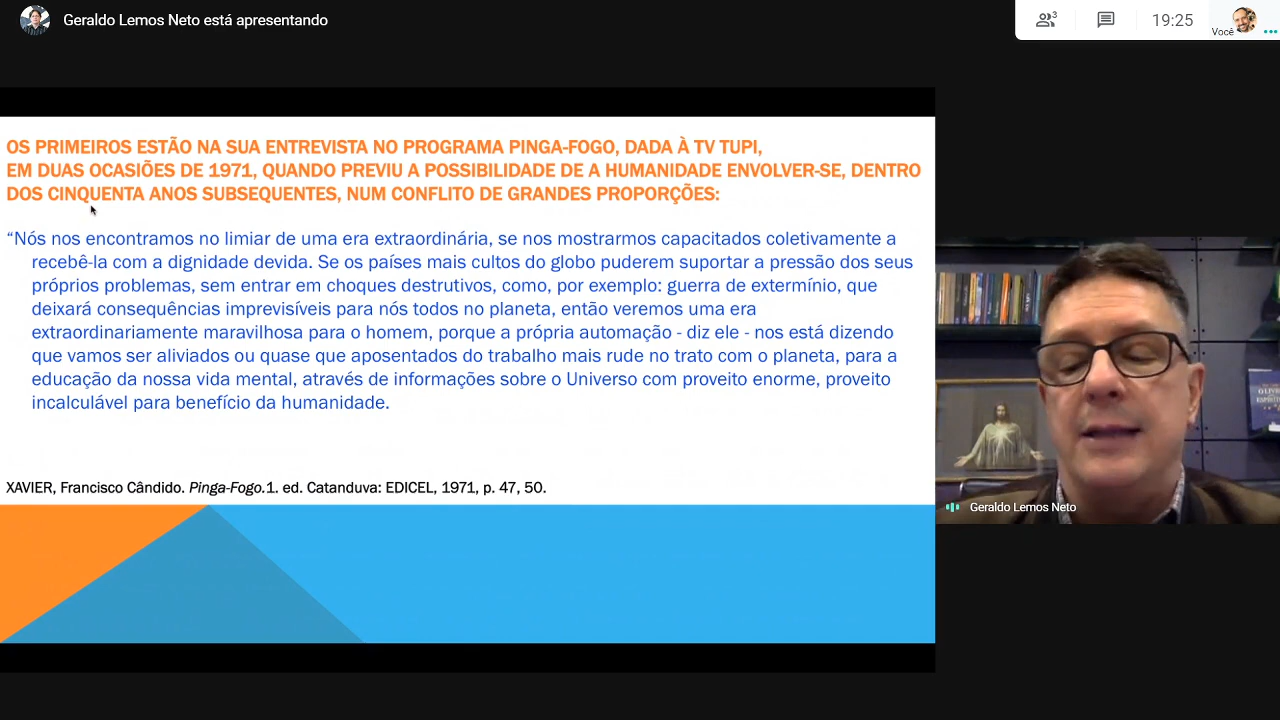 Geraldo Lemos Neto está apresentando
3
19:25
Você
OS PRIMEIROS ESTÃO NA SUA ENTREVISTA NO PROGRAMA PINGA-FOGO, DADA À TV TUPI,
EM DUAS OCASIÕES DE 1971, QUANDO PREVIU A POSSIBILIDADE DE A HUMANIDADE ENVOLVER-SE, DENTRO
DOS CINQUENTA ANOS SUBSEQUENTES, NUM CONFLITO DE GRANDES PROPORÇÕES:
“Nós nos encontramos no limiar de uma era extraordinária, se nos mostrarmos capacitados coletivamente a
recebê-la com a dignidade devida. Se os países mais cultos do globo puderem suportar a pressão dos seus
próprios problemas, sem entrar em choques destrutivos, como, por exemplo: guerra de extermínio, que
deixará consequências imprevisíveis para nós todos no planeta, então veremos uma era
extraordinariamente maravilhosa para o homem, porque a própria automação - diz ele - nos está dizendo
que vamos ser aliviados ou quase que aposentados do trabalho mais rude no trato com o planeta, para a
educação da nossa vida mental, através de informações sobre o Universo com proveito enorme, proveito
incalculável para benefício da humanidade.
XAVIER, Francisco Cândido. Pinga-Fogo.1. ed. Catanduva: EDICEL, 1971, p. 47, 50.
Geraldo Lemos Neto